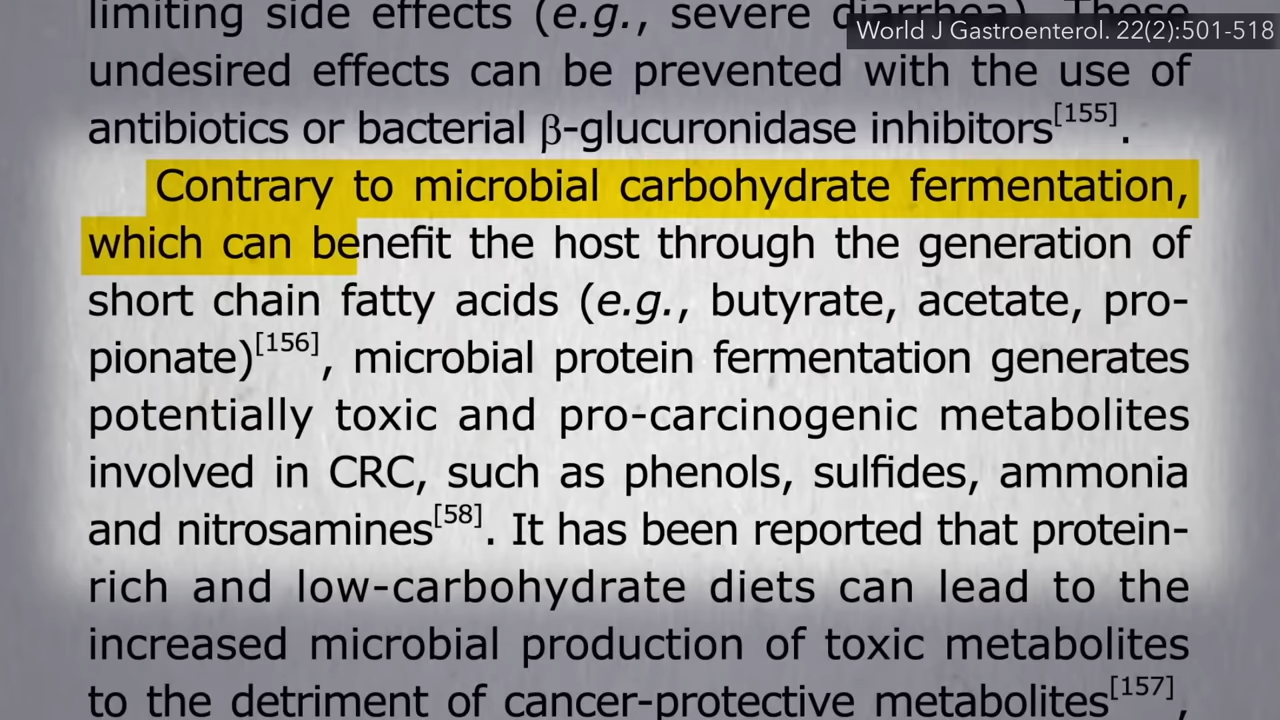 World J Gastroenterol. 22(2):501-518
limiting side effects (e.g., severe diarrhea). These
undesired effects can be prevented with the use of
antibiotics or bacterial β-glucuronidase inhibitors[155].
Contrary to microbial carbohydrate fermentation,
which can benefit the host through the generation of
short chain fatty acids (e.g., butyrate, acetate, pro-
pionate)[156], microbial protein fermentation generates
potentially toxic and pro-carcinogenic metabolites
involved in CRC, such as phenols, sulfides, ammonia
and nitrosamines[58]. It has been reported that protein-
rich and low-carbohydrate diets can lead to the
increased microbial production of toxic metabolites
to the detriment of cancer-protective metabolites[157],